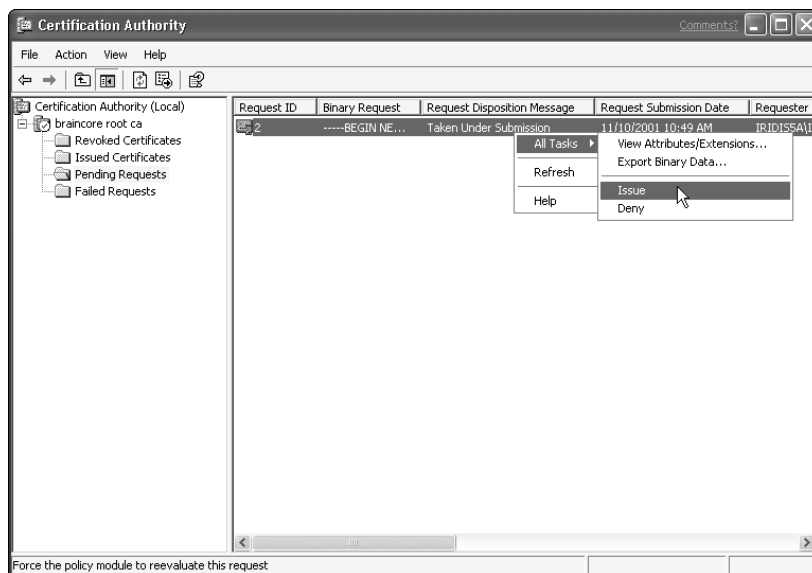 Certification Authority
Comments?
File Action View Help
Certification Authority (Local)
braincore root ca
Revoked Certificates
Issued Certificates
Pending Requests
Failed Requests
Request ID Binary Request Request Disposition Message Request Submission Date Requester
2 -----BEGIN NE... Taken Under Submission 11/10/2001 10:49 AM IRIDIS5A\I
All Tasks
Refresh
Help
View Attributes/Extensions...
Export Binary Data...
Issue
Deny
Force the policy module to reevaluate this request